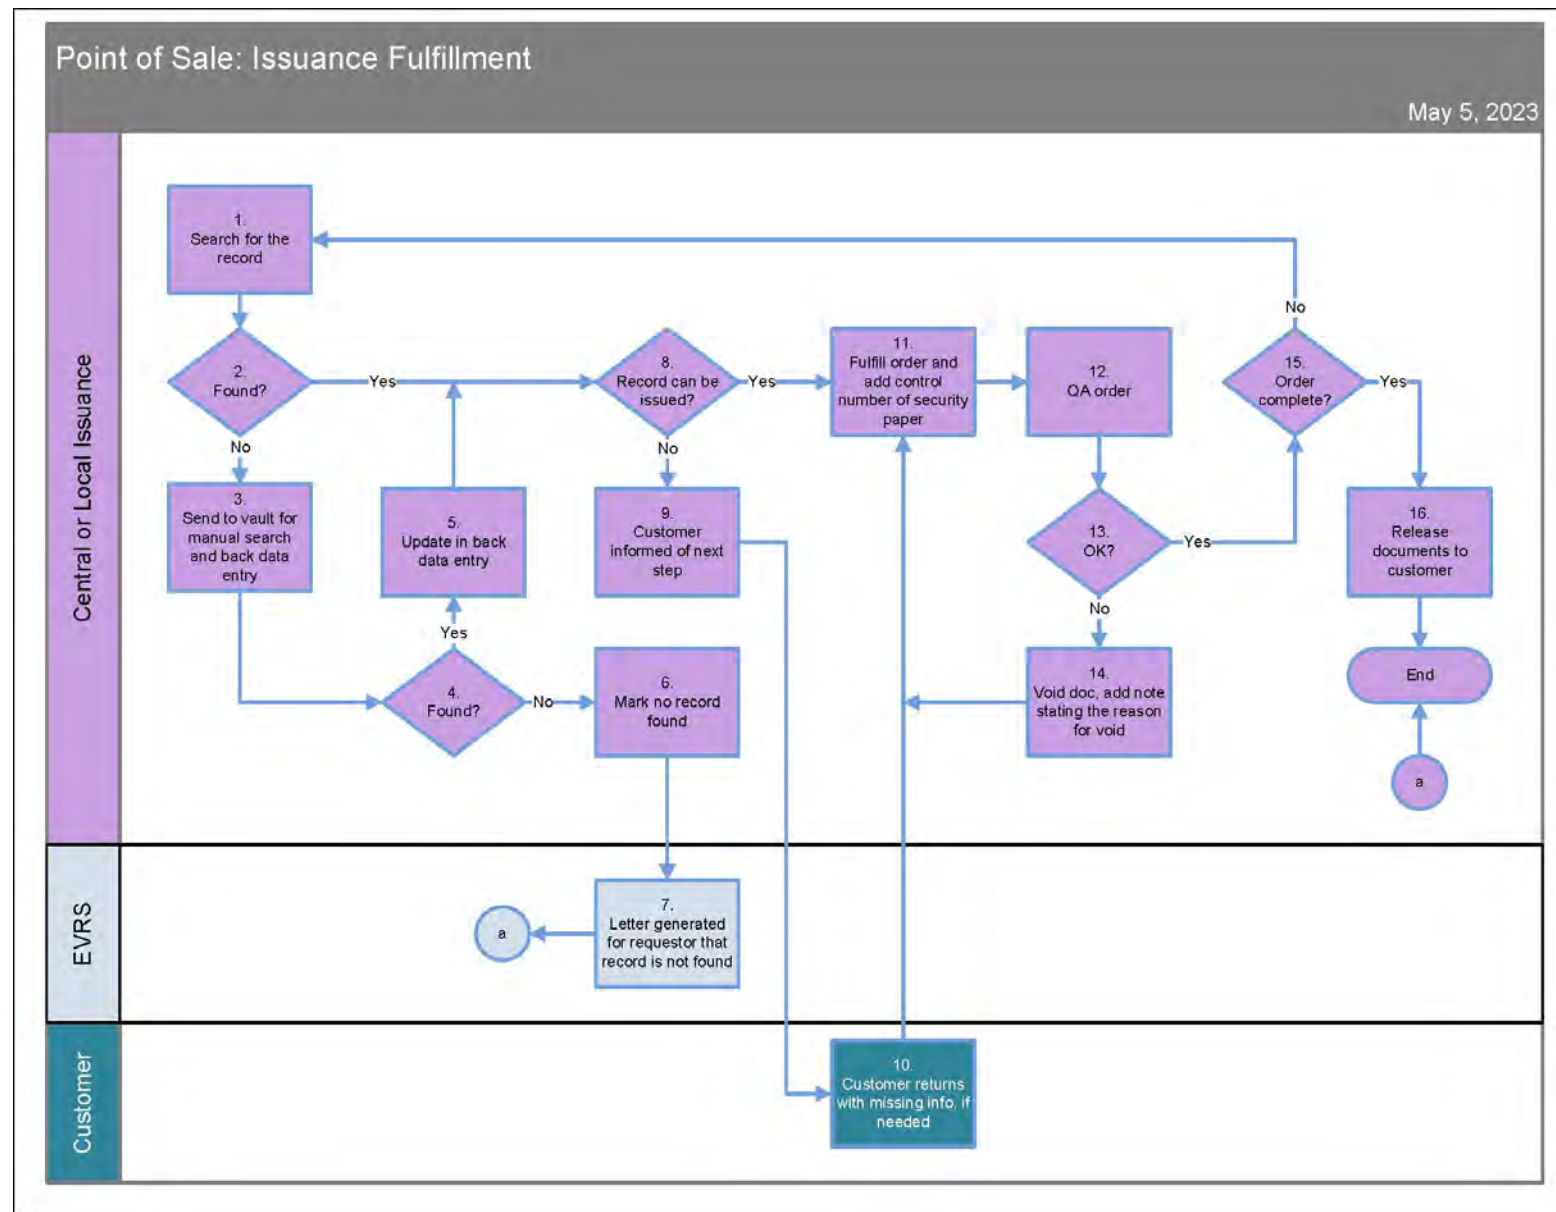 Point of Sale: Issuance Fulfillment
May 5, 2023
Central or Local Issuance
1.
Search for the
record
2.
Found?
Yes
No
3.
Send to vault for
manual search
and back data
entry
4.
Found?
Yes
No
5.
Update in back
data entry
6.
Mark no record
found
8.
Record can be
issued?
Yes
No
9.
Customer
informed of next
step
11.
Fulfill order and
add control
number of security
paper
12.
QA order
13.
OK?
Yes
No
14.
Void doc, add note
stating the reason
for void
15.
Order
complete?
No
Yes
16.
Release
documents to
customer
End
a
EVRS
7.
Letter generated
for requestor that
record is not found
a
Customer
10.
Customer returns
with missing info, if
needed